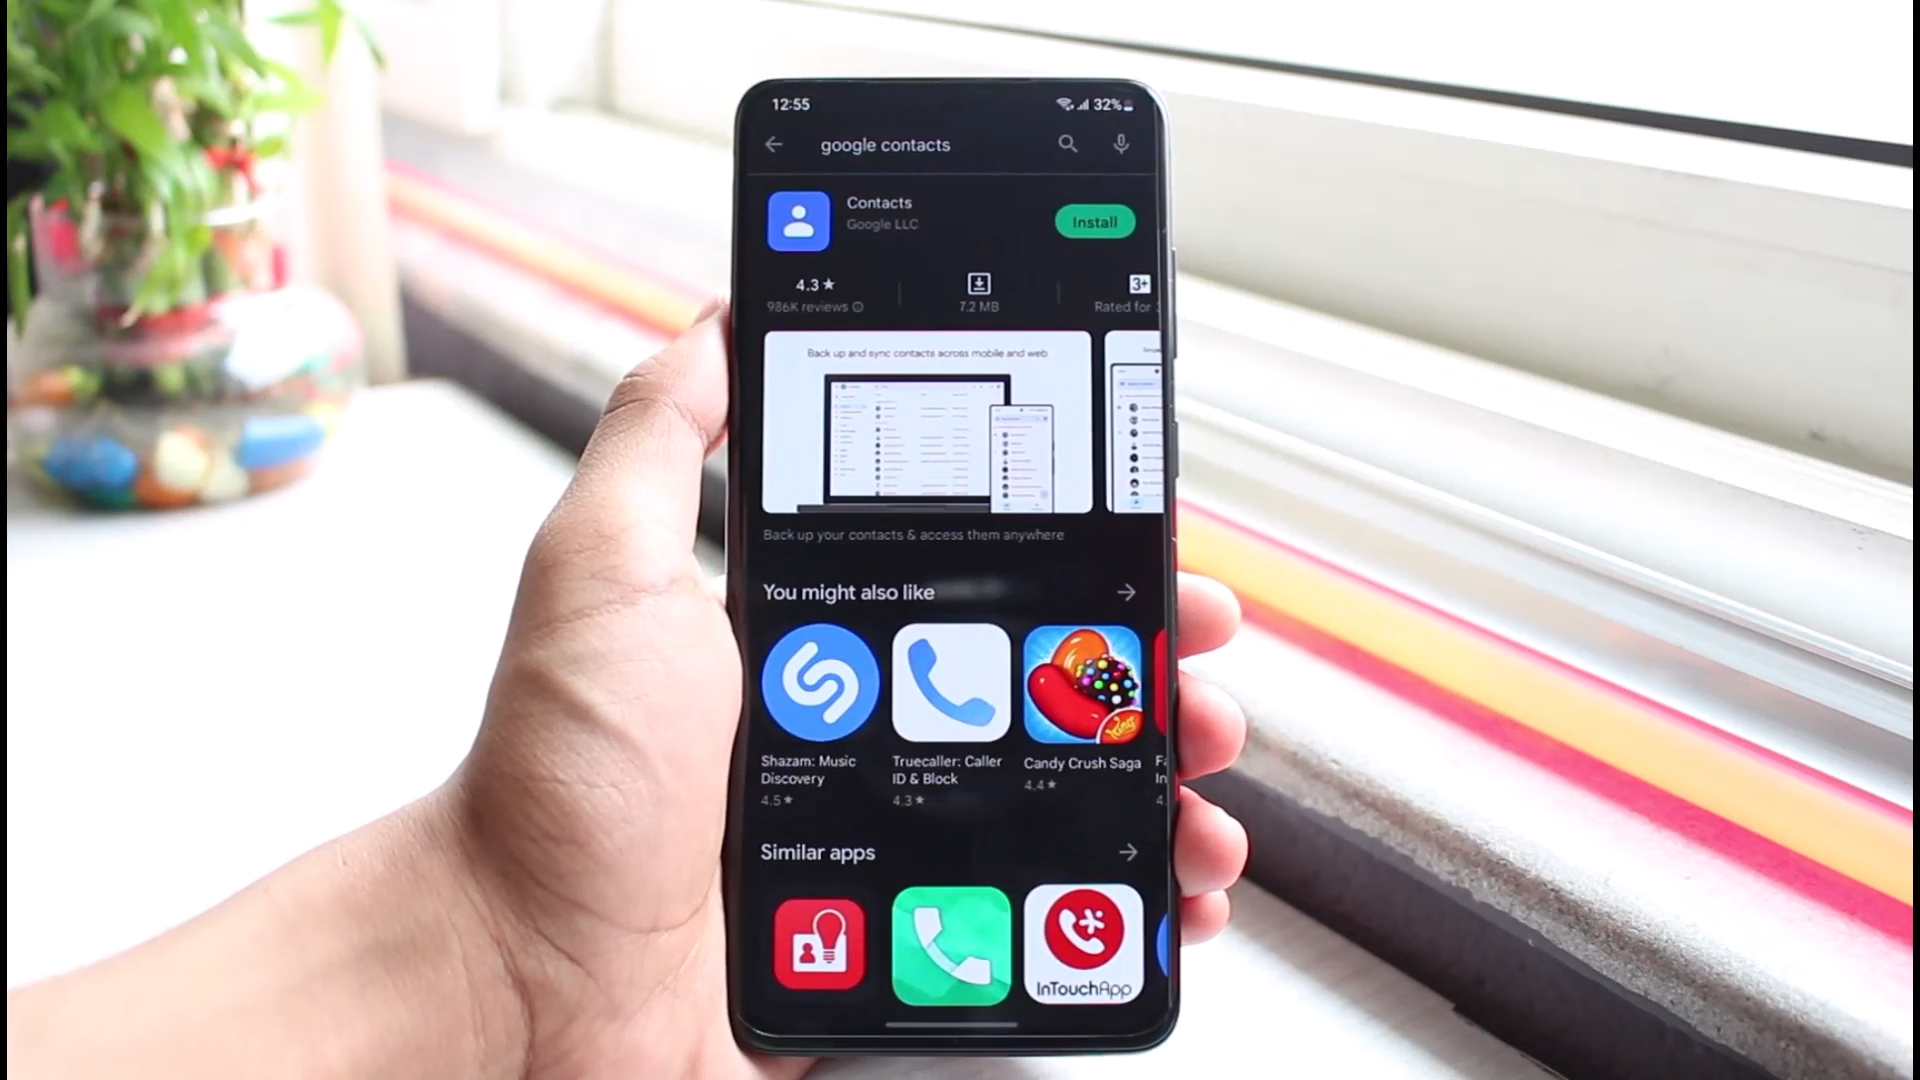 12:55
32%
google contacts
Contacts
Google LLC
Install
4.3★
3+
986K reviews
7.2 MB
Rated for
Back up and sync contacts across mobile and web
Back up your contacts & access them anywhere
You might also like
King
Shazam: Music
Discovery
4.5★
Truecaller: Caller
ID & Block
4.3★
Candy Crush Saga
4.4★
Similar apps
InTouchApp